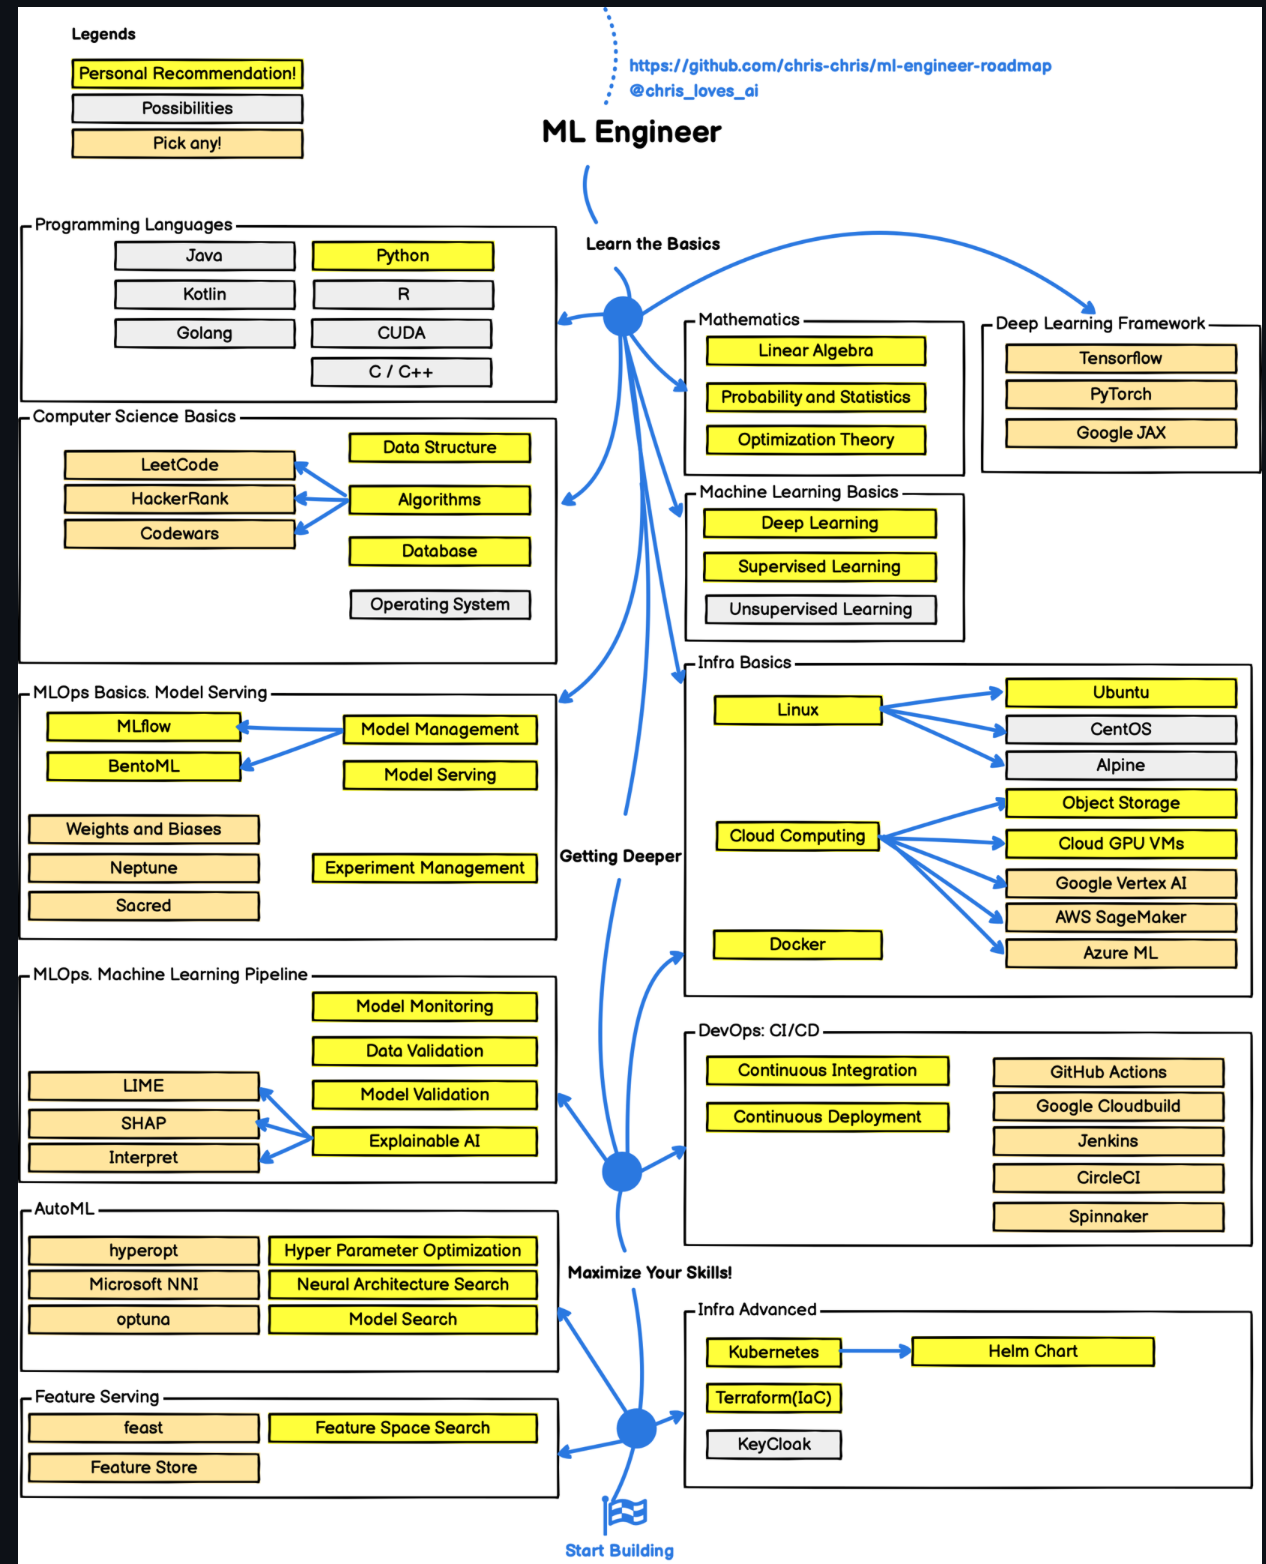 Legends
Personal Recommendation!
Possibilities
Pick any!
https://github.com/chris-chris/ml-engineer-roadmap
@chris_loves_ai
ML Engineer
Learn the Basics
Programming Languages
Java
Python
Kotlin
R
Golang
CUDA
C / C++
Mathematics
Linear Algebra
Probability and Statistics
Optimization Theory
Deep Learning Framework
Tensorflow
PyTorch
Google JAX
Computer Science Basics
Data Structure
LeetCode
HackerRank
Algorithms
Codewars
Database
Operating System
Machine Learning Basics
Deep Learning
Supervised Learning
Unsupervised Learning
MLOps Basics. Model Serving
MLflow
Model Management
BentoML
Model Serving
Weights and Biases
Neptune
Experiment Management
Sacred
Infra Basics
Linux
Ubuntu
CentOS
Alpine
Object Storage
Cloud Computing
Cloud GPU VMs
Google Vertex AI
AWS SageMaker
Docker
Azure ML
Getting Deeper
MLOps. Machine Learning Pipeline
Model Monitoring
Data Validation
LIME
Model Validation
SHAP
Explainable AI
Interpret
DevOps: CI/CD
Continuous Integration
GitHub Actions
Continuous Deployment
Google Cloudbuild
Jenkins
CircleCI
Spinnaker
AutoML
hyperopt
Hyper Parameter Optimization
Microsoft NNI
Neural Architecture Search
optuna
Model Search
Maximize Your Skills!
Infra Advanced
Kubernetes
Helm Chart
Terraform(IaC)
KeyCloak
Feature Serving
feast
Feature Space Search
Feature Store
Start Building